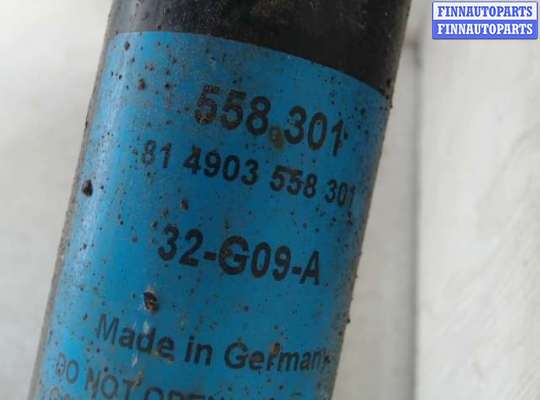 FINNAUTOPARTS
FINNAUTOPARTS
558.301
81 4903 558 301
32-G09-A
Made in Germany
DO NOT OPEN